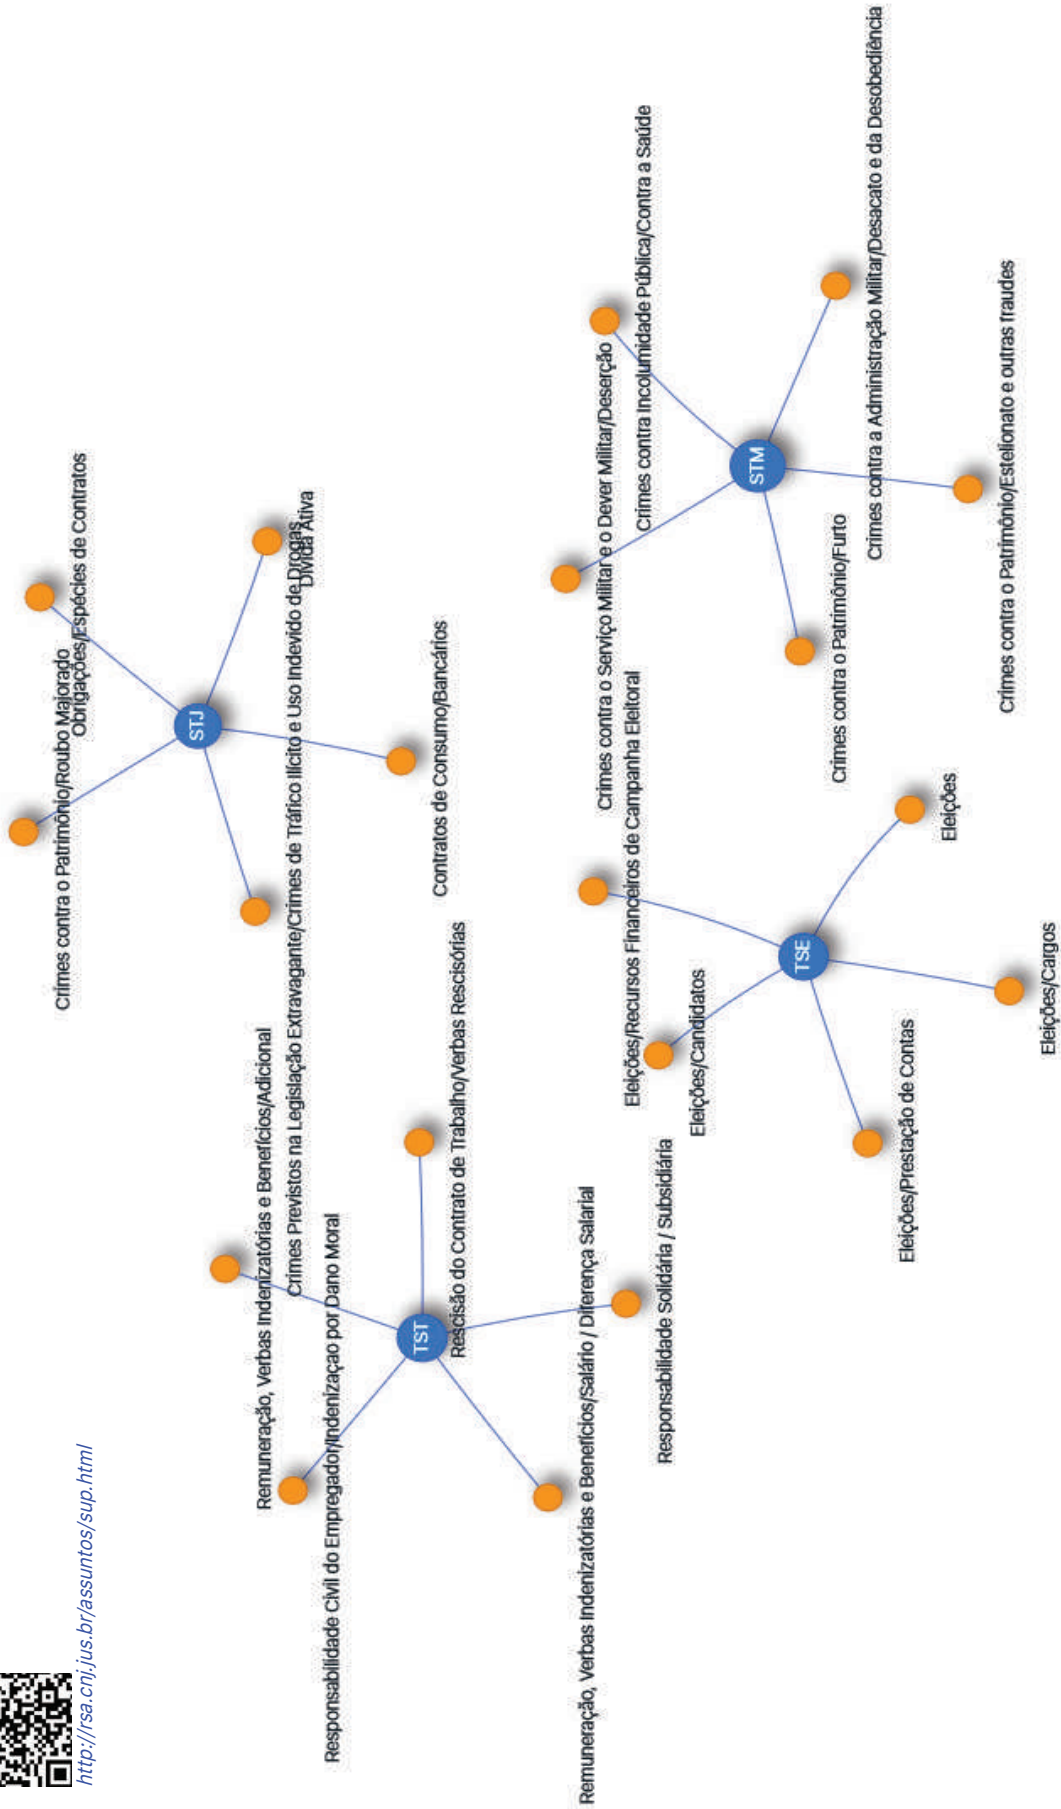 http://rsa.cnj.jus.br/assuntos/sup.html
Crimes contra o Patrimônio/Roubo Majorado
Obrigações/Espécies de Contratos
STJ
Crimes Previstos na Legislação Extravagante/Crimes de Tráfico Ilícito e Uso Indevido de Drogas
Dívida Ativa
Contratos de Consumo/Bancários
Remuneração, Verbas Indenizatórias e Benefícios/Adicional
Responsabilidade Civil do Empregador/Indenização por Dano Moral
TST
Rescisão do Contrato de Trabalho/Verbas Rescisórias
Remuneração, Verbas Indenizatórias e Benefícios/Salário / Diferença Salarial
Responsabilidade Solidária / Subsidiária
Crimes contra o Serviço Militar e o Dever Militar/Deserção
Crimes contra Incolumidade Pública/Contra a Saúde
STM
Crimes contra o Patrimônio/Furto
Crimes contra a Administração Militar/Desacato e da Desobediência
Crimes contra o Patrimônio/Estelionato e outras fraudes
Eleições/Recursos Financeiros de Campanha Eleitoral
Eleições/Candidatos
TSE
Eleições/Prestação de Contas
Eleições
Eleições/Cargos